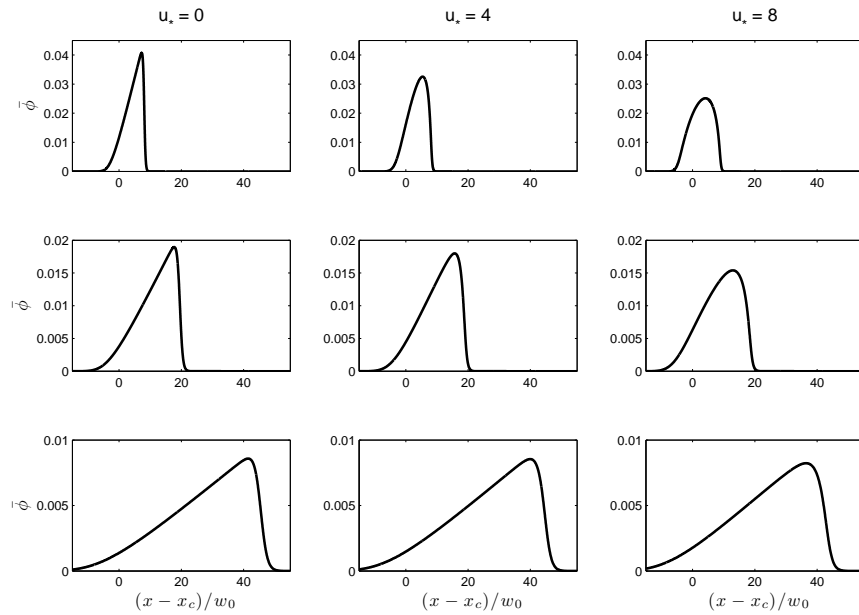 u* = 0 u* = 4 u* = 8
0.04 0.04 0.04
0.03 0.03 0.03
ϕ̄ 0.02 0.02 0.02
0.01 0.01 0.01
0 0 0
0 20 40 0 20 40 0 20 40
0.02 0.02 0.02
0.015 0.015 0.015
ϕ̄ 0.01 0.01 0.01
0.005 0.005 0.005
0 0 0
0 20 40 0 20 40 0 20 40
0.01 0.01 0.01
ϕ̄ 0.005 0.005 0.005
0 0 0
0 20 40 0 20 40 0 20 40
(x − x_c)/w_0 (x − x_c)/w_0 (x − x_c)/w_0